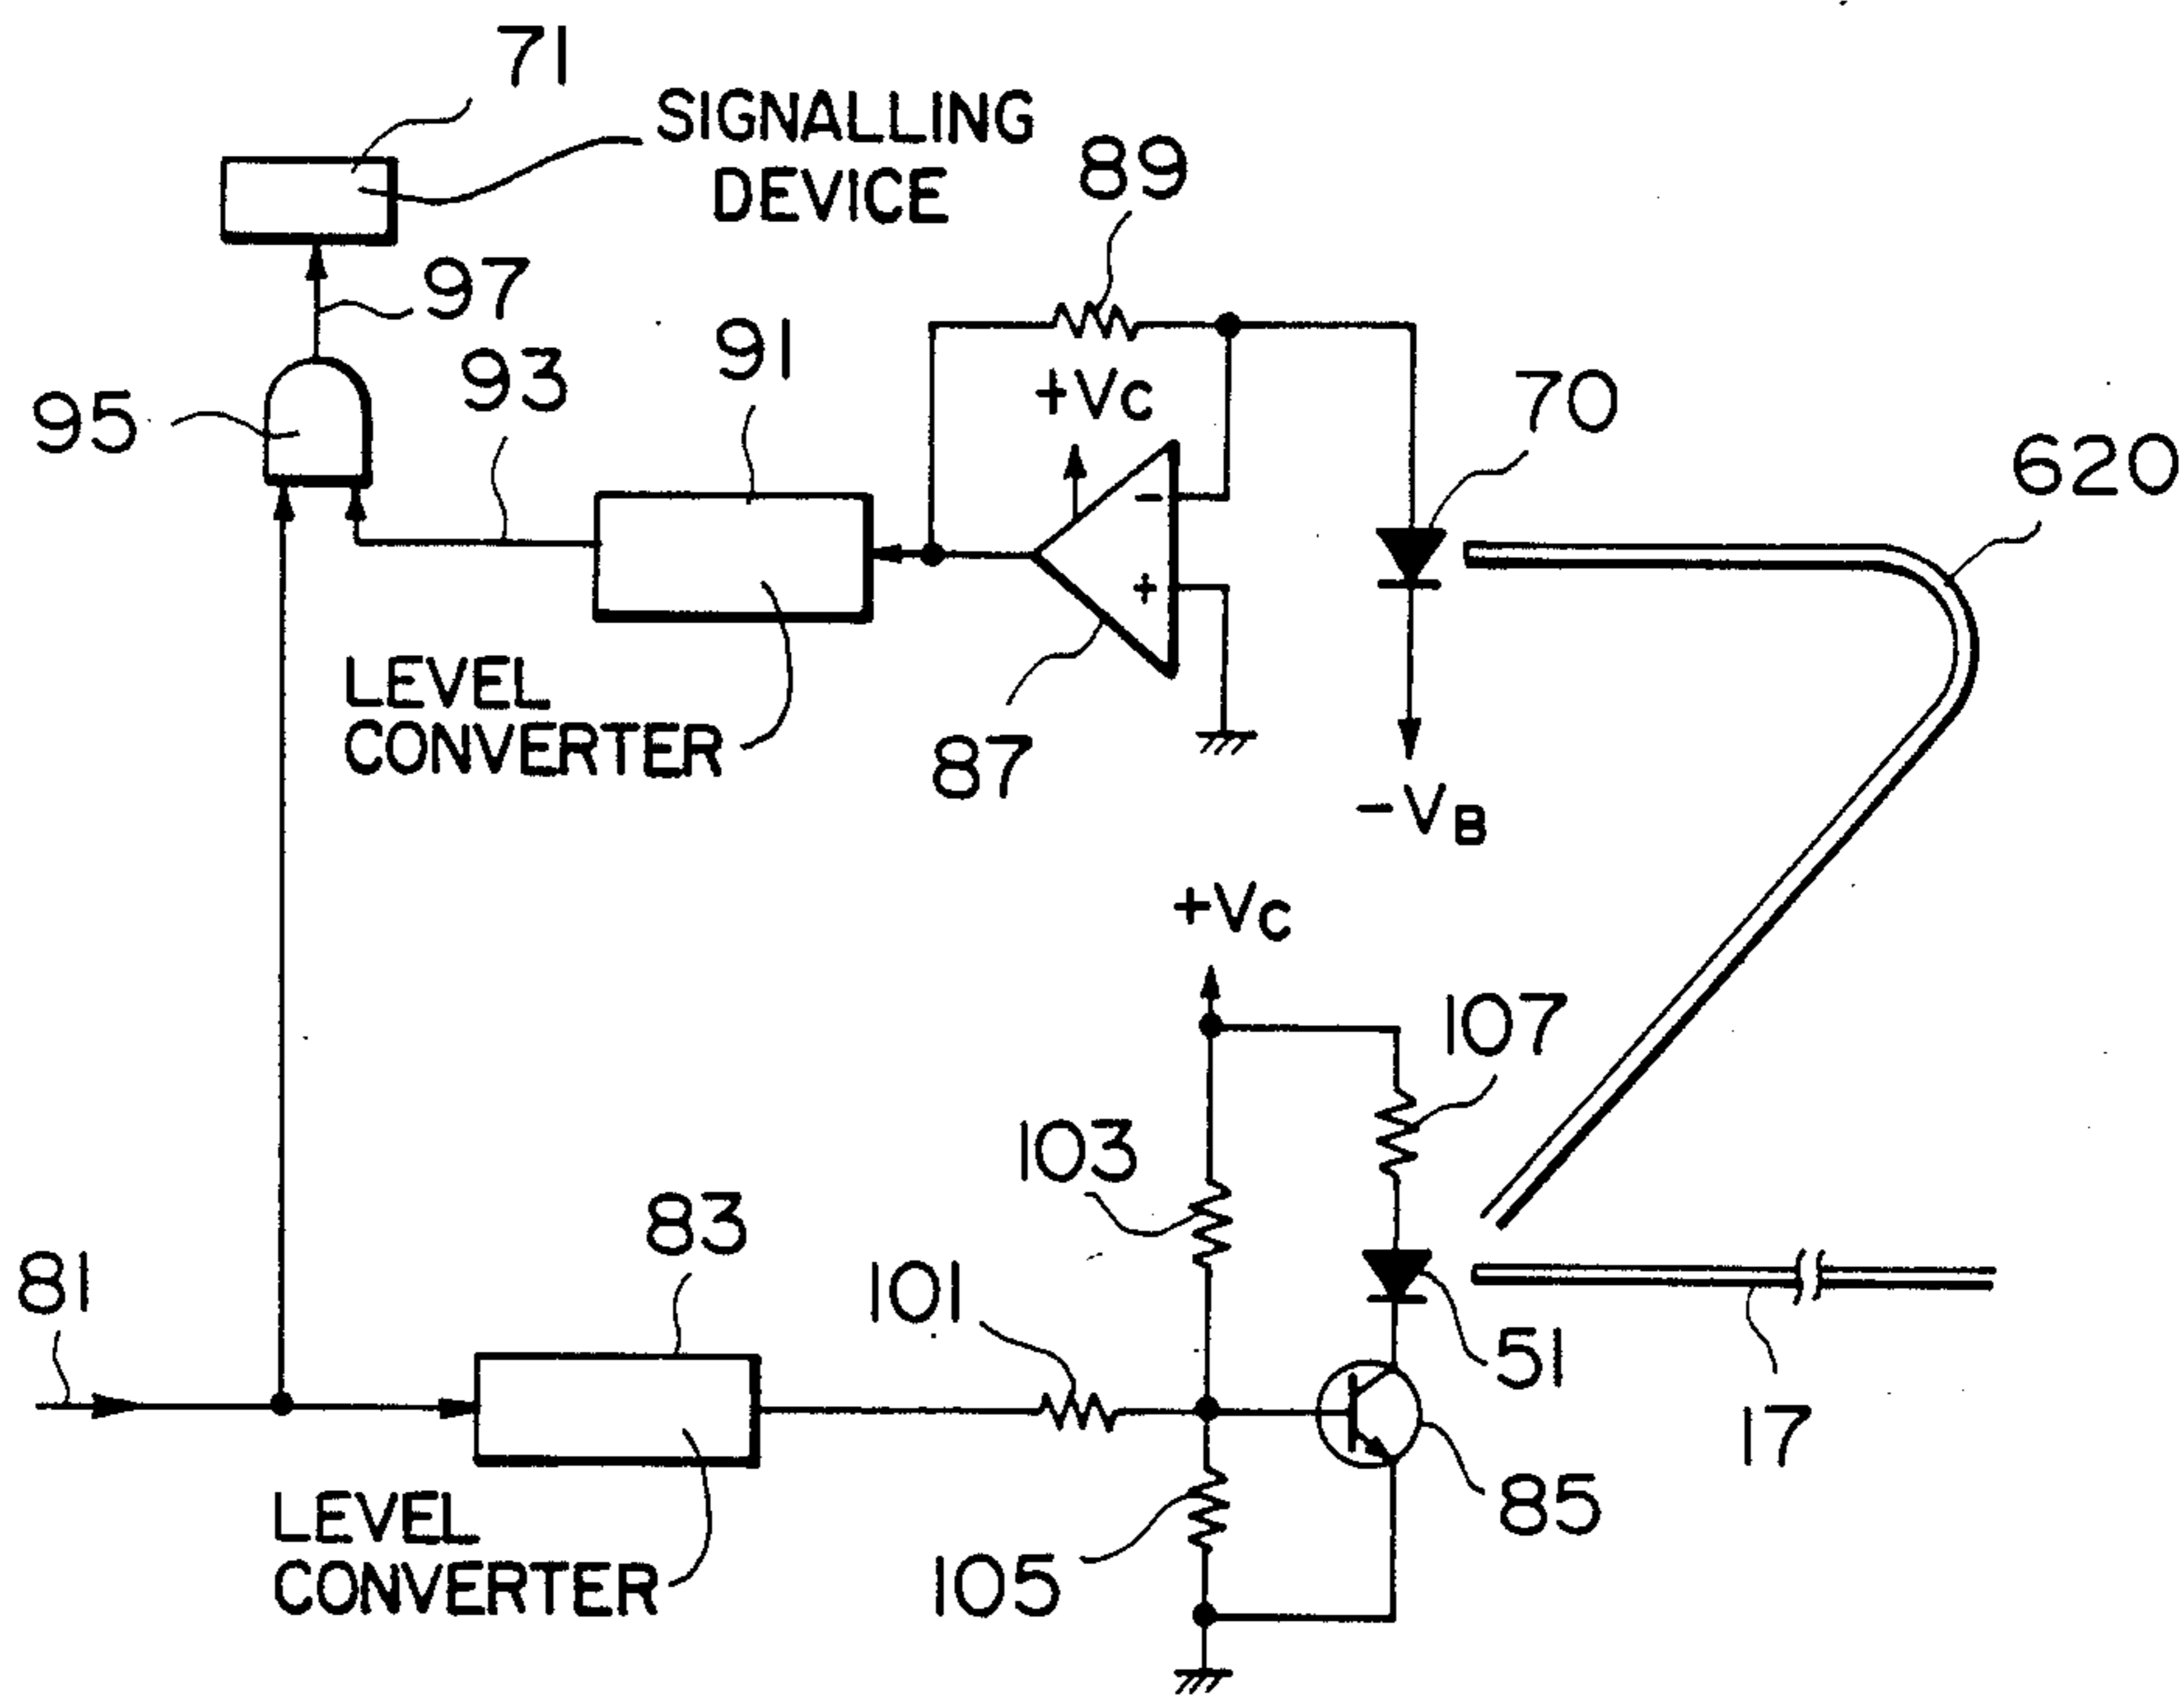 71
SIGNALLING
DEVICE
89
97
91
+VC
93
70
95
620
-
+
LEVEL
CONVERTER
87
-VB
+VC
107
103
83
81
101
51
17
85
LEVEL
CONVERTER
105